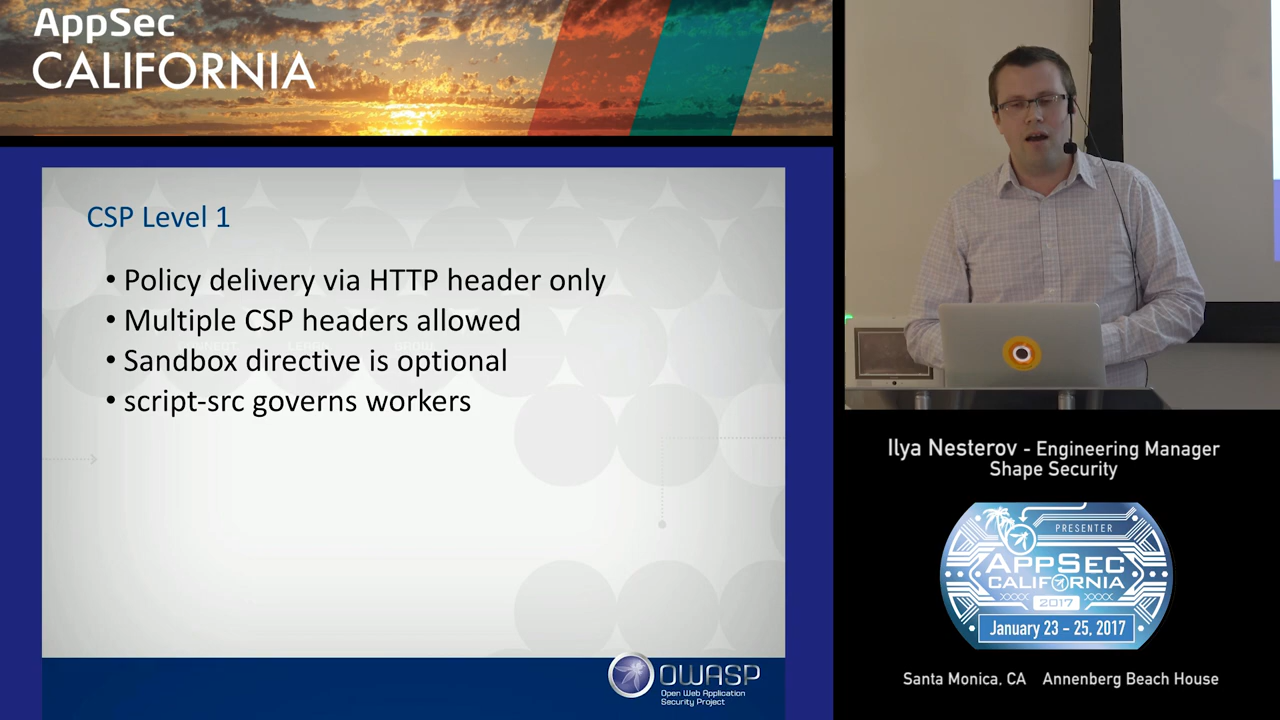 AppSec
CALIFORNIA
CSP Level 1
• Policy delivery via HTTP header only
• Multiple CSP headers allowed
• Sandbox directive is optional
• script-src governs workers
OWASP
Open Web Application
Security Project
Ilya Nesterov - Engineering Manager
Shape Security
PRESENTER
APPSEC
CALIFORNIA
2017
January 23 – 25, 2017
Santa Monica, CA Annenberg Beach House